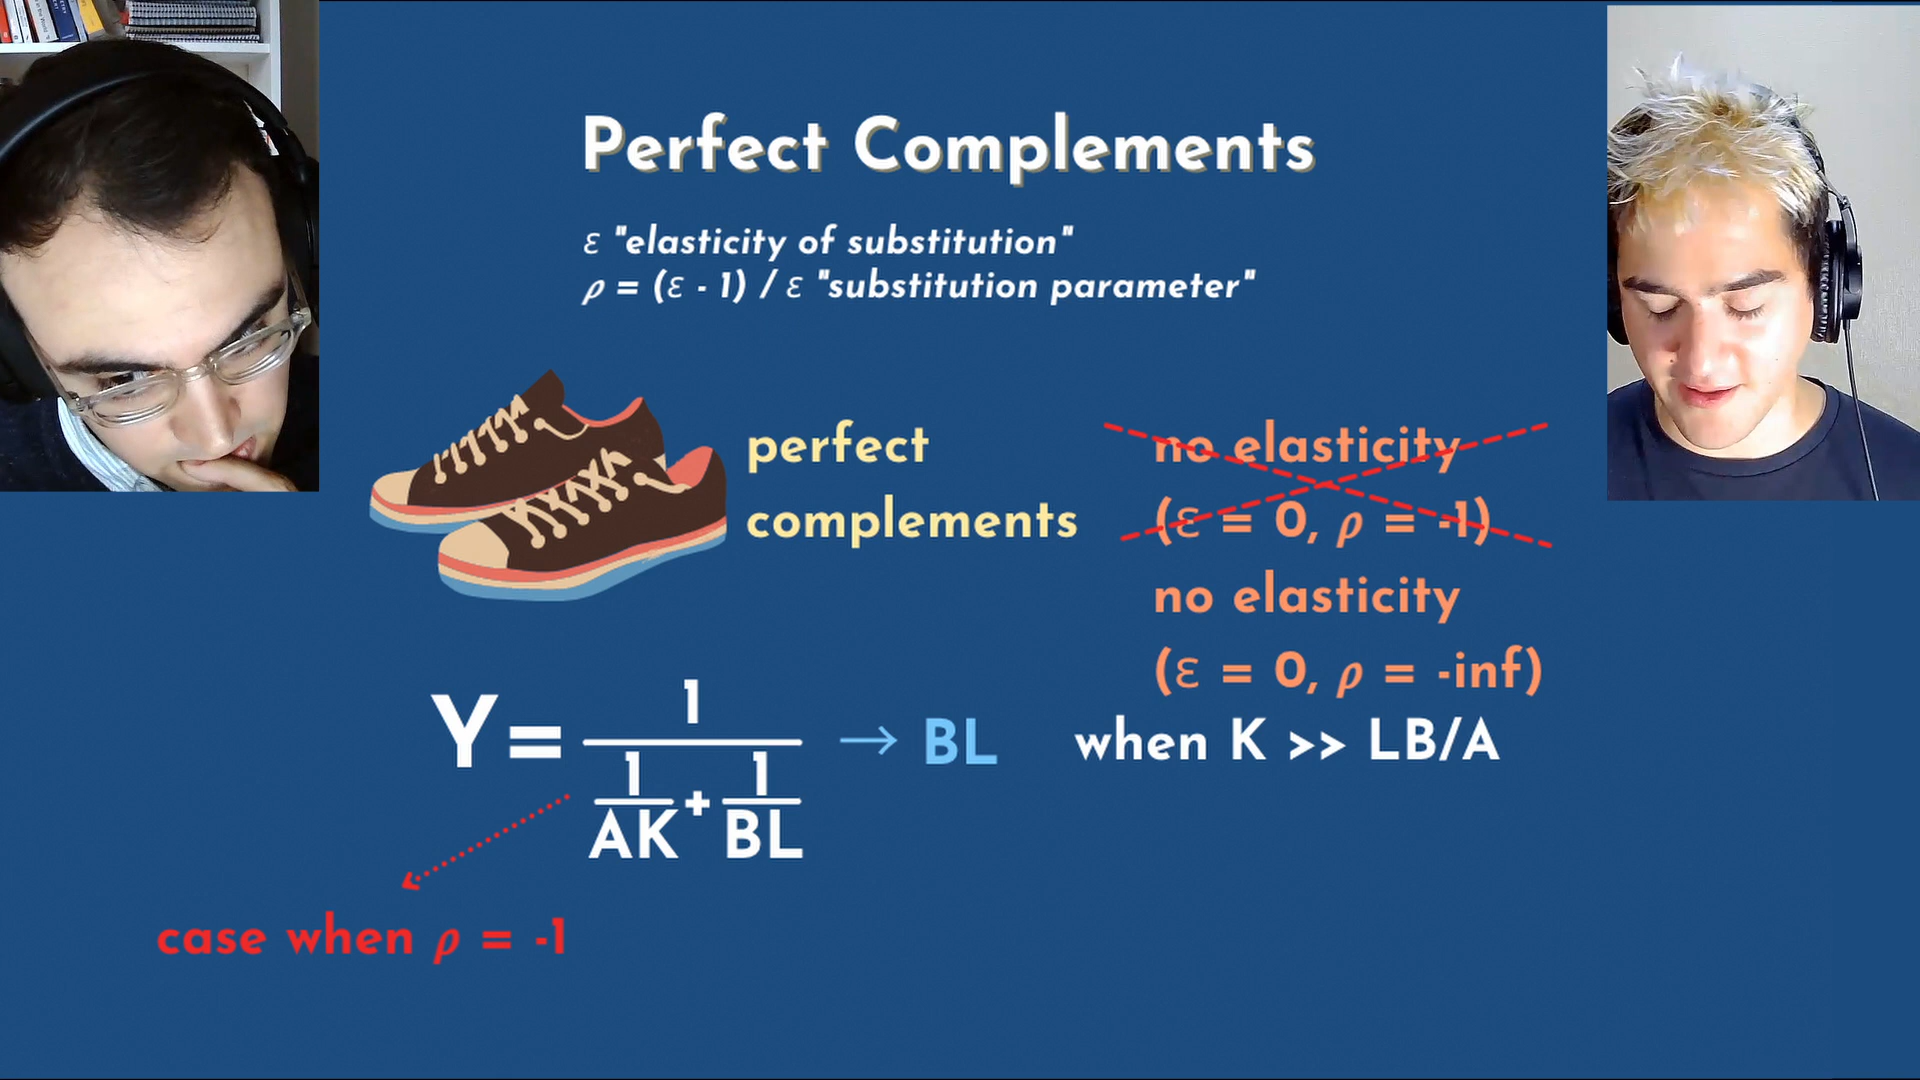 Perfect Complements
ε "elasticity of substitution"
ρ = (ε - 1) / ε "substitution parameter"
perfect
complements
no elasticity
(ε = 0, ρ = -1)
no elasticity
(ε = 0, ρ = -inf)
Y = 1 / (1/AK + 1/BL) → BL when K >> LB/A
case when ρ = -1